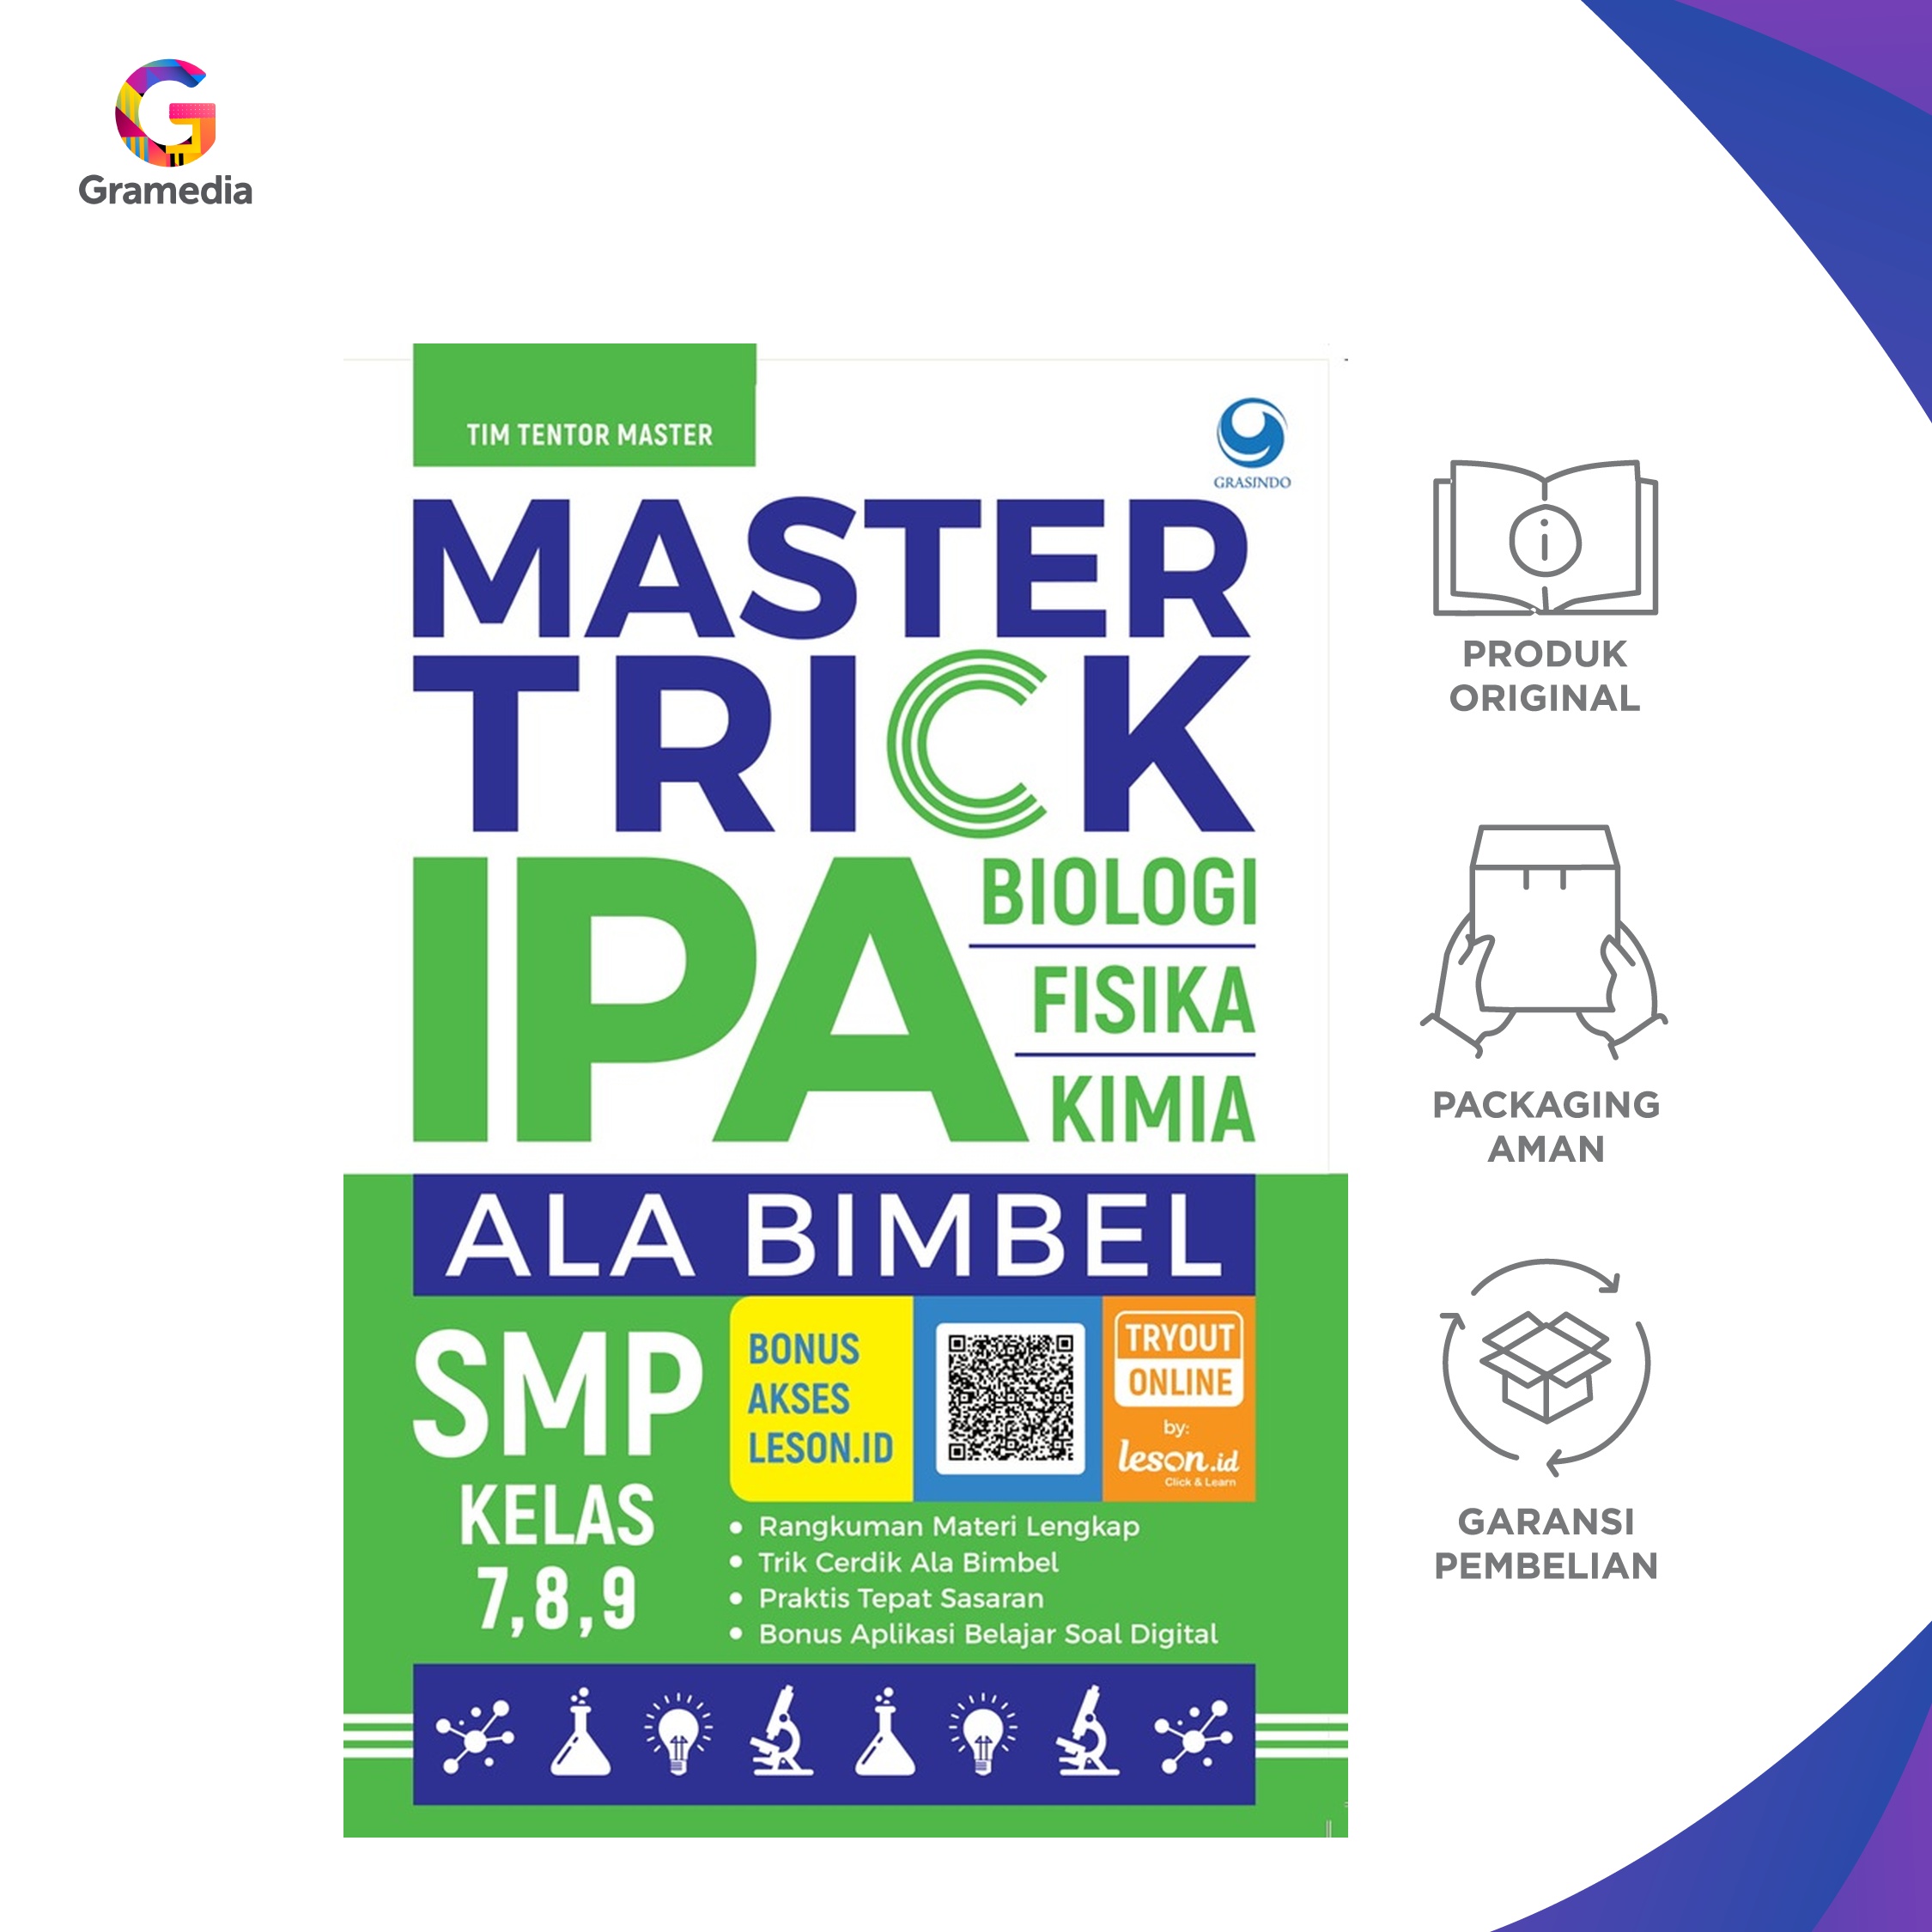 Gramedia
TIM TENTOR MASTER
GRASINDO
MASTER
TRICK
IPA
BIOLOGI
FISIKA
KIMIA
ALA BIMBEL
SMP
KELAS
7,8,9
BONUS
AKSES
LESON.ID
TRYOUT
ONLINE
by:
leson.id
Click & Learn
• Rangkuman Materi Lengkap
• Trik Cerdik Ala Bimbel
• Praktis Tepat Sasaran
• Bonus Aplikasi Belajar Soal Digital
i
PRODUK
ORIGINAL
PACKAGING
AMAN
GARANSI
PEMBELIAN